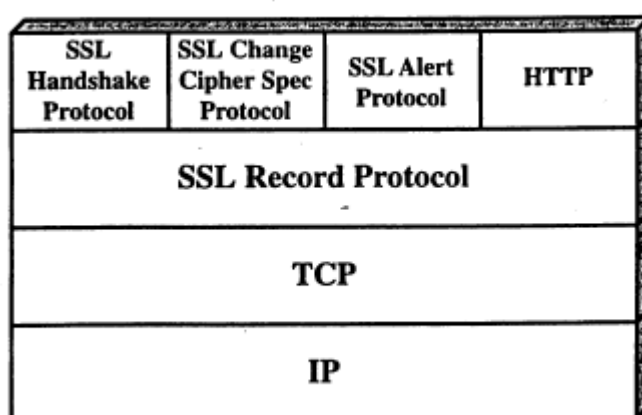 SSL
Handshake
Protocol
SSL Change
Cipher Spec
Protocol
SSL Alert
Protocol
HTTP
SSL Record Protocol
TCP
IP